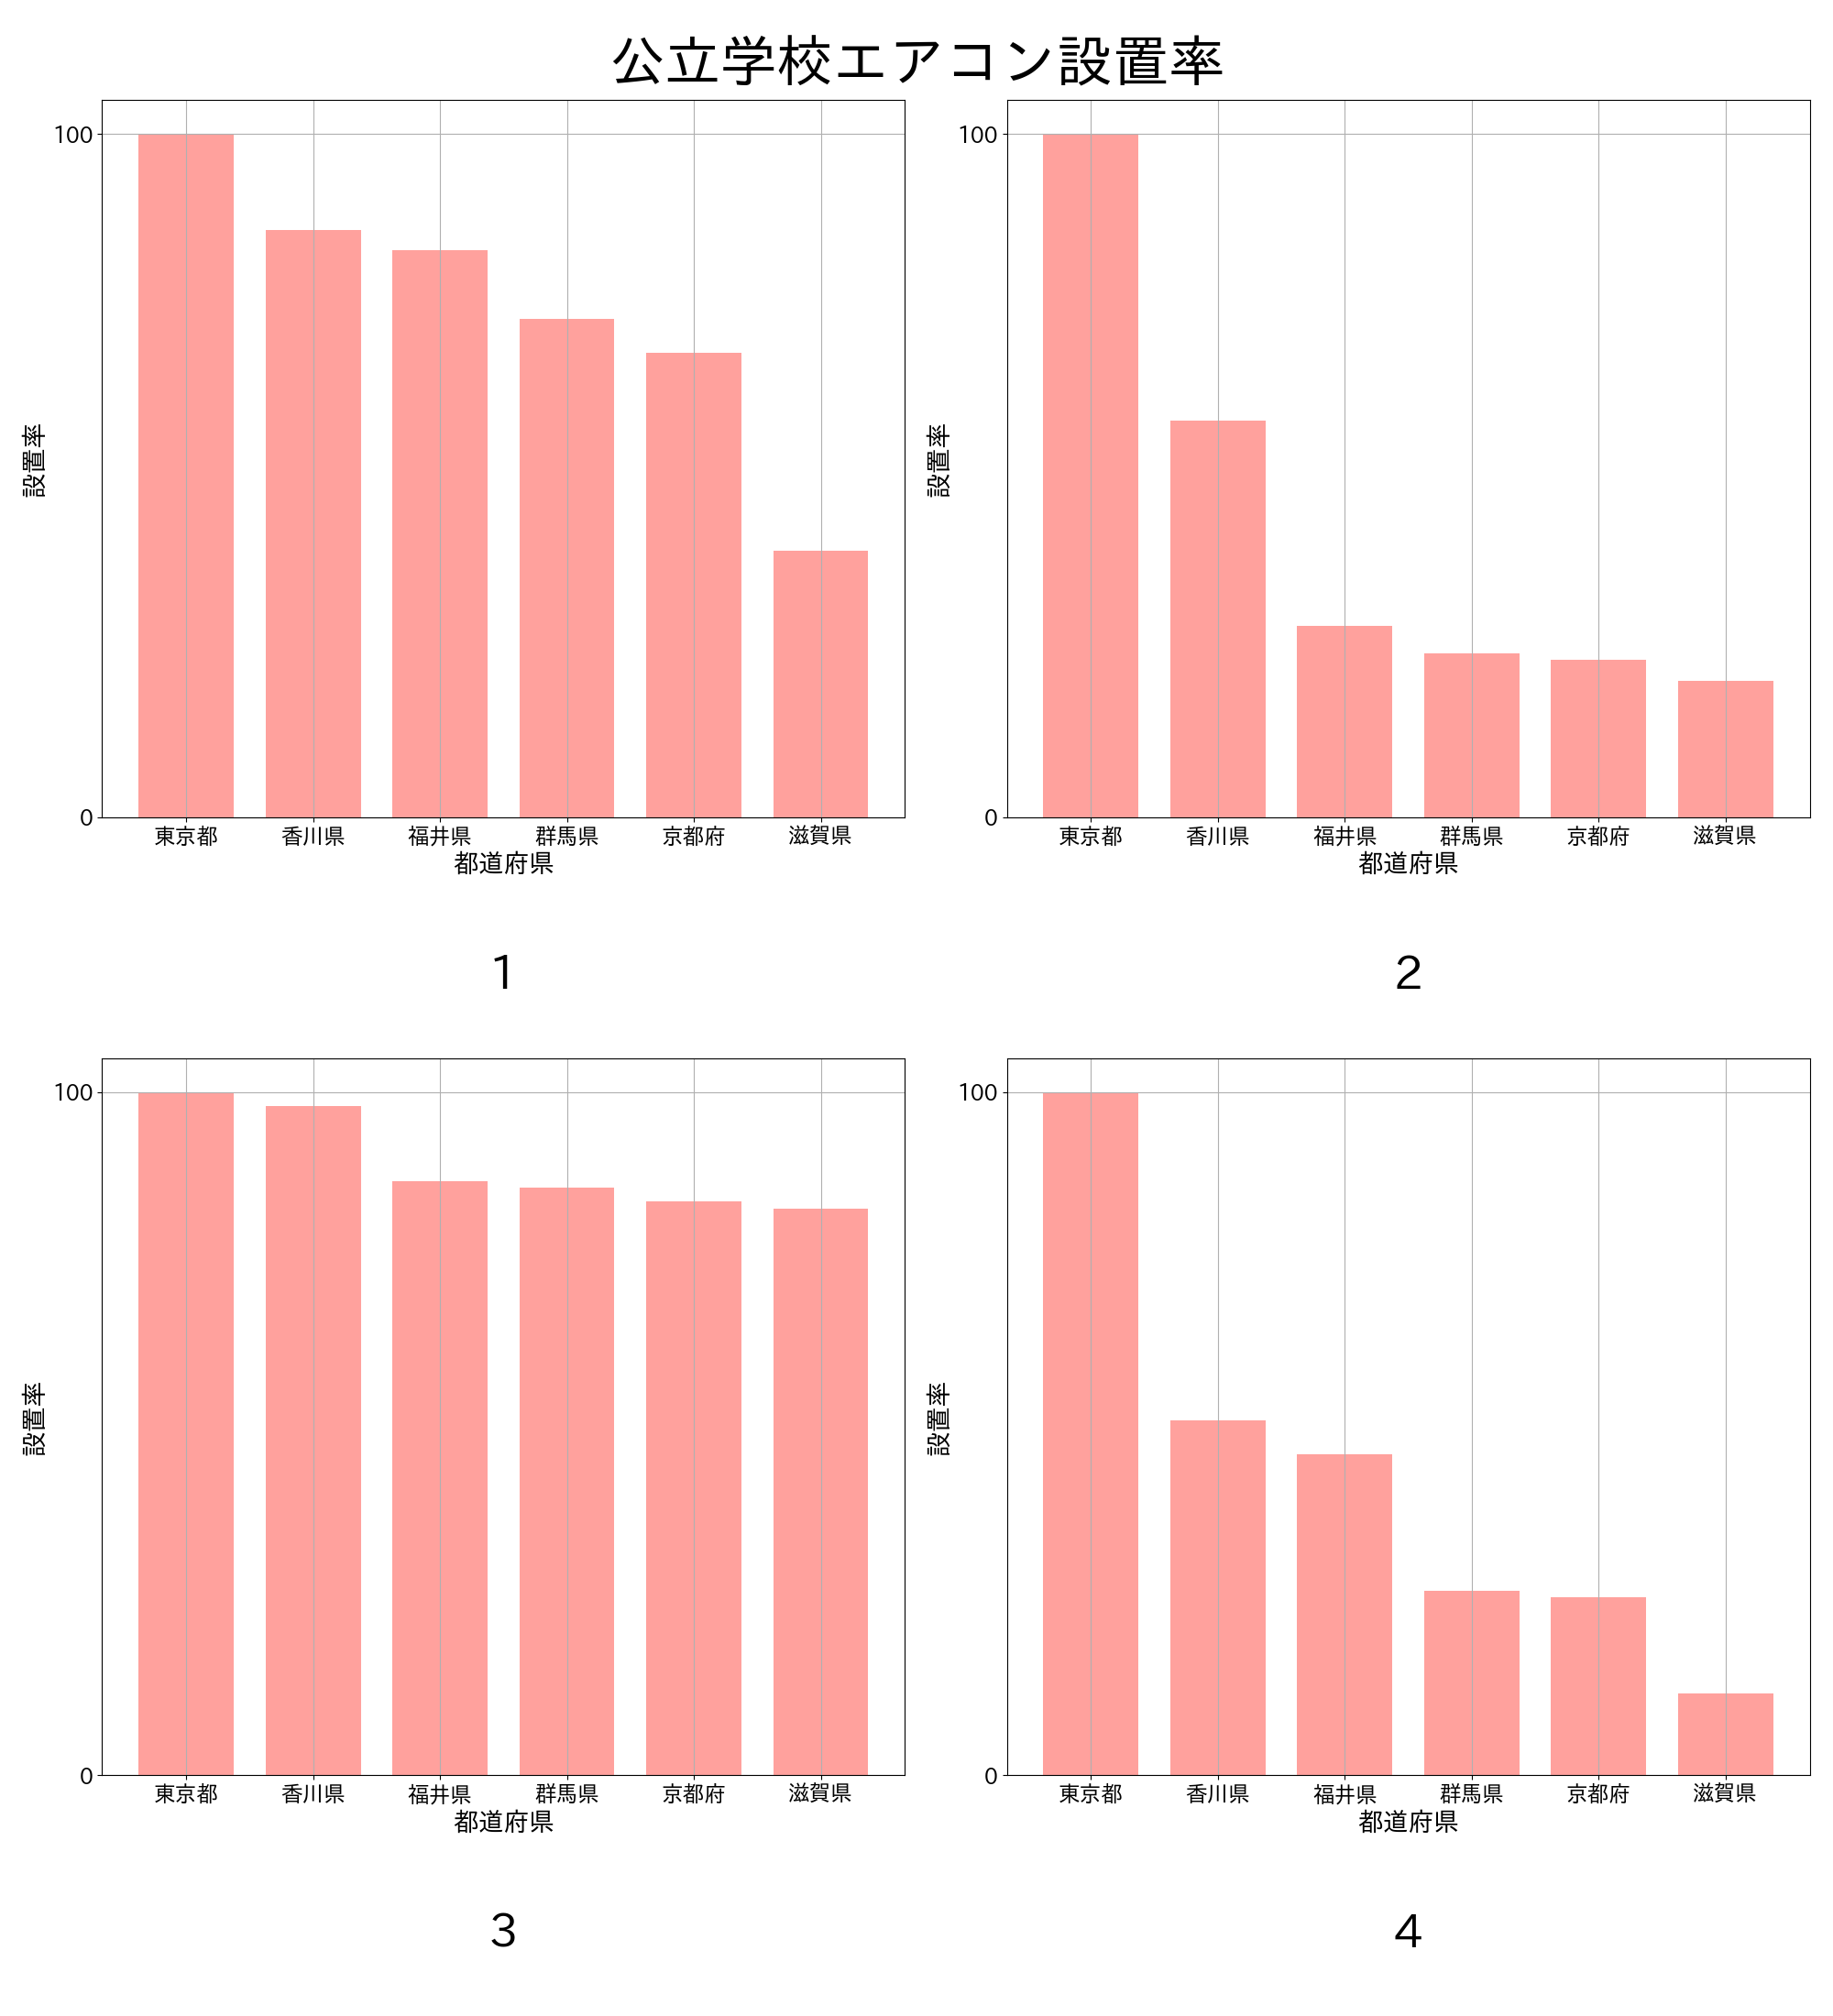 公立学校エアコン設置率
100
0
設置率
東京都 香川県 福井県 群馬県 京都府 滋賀県
都道府県
1
100
0
設置率
東京都 香川県 福井県 群馬県 京都府 滋賀県
都道府県
2
100
0
設置率
東京都 香川県 福井県 群馬県 京都府 滋賀県
都道府県
3
100
0
設置率
東京都 香川県 福井県 群馬県 京都府 滋賀県
都道府県
4